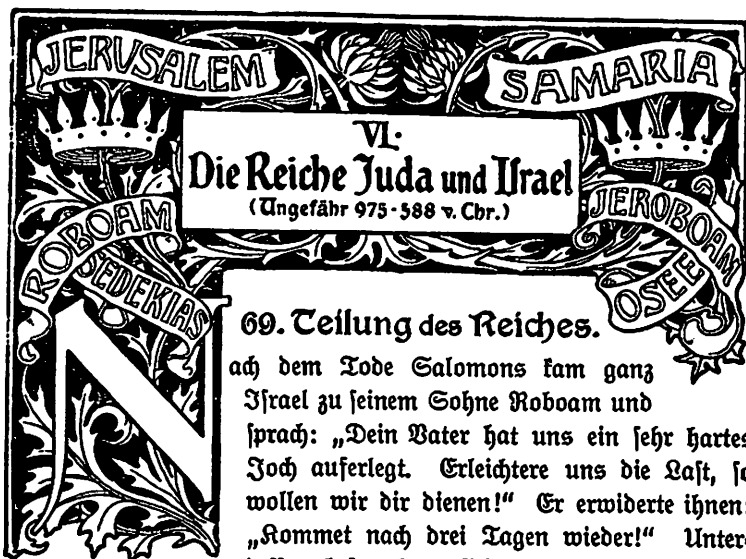 JERUSALEM
SAMARIA
VI.
Die Reiche Juda und Israel
(Ungefähr 975-588 v. Chr.)
ROBOAM
SEDEKIAS
JEROBOAM
OSEE
69. Teilung des Reiches.
Nach dem Tode Salomons kam ganz
Israel zu seinem Sohne Roboam und
sprach: „Dein Vater hat uns ein sehr hartes
Joch auferlegt. Erleichtere uns die Last, so
wollen wir dir dienen!“ Er erwiderte ihnen:
„Kommet nach drei Tagen wieder!“ Unter-